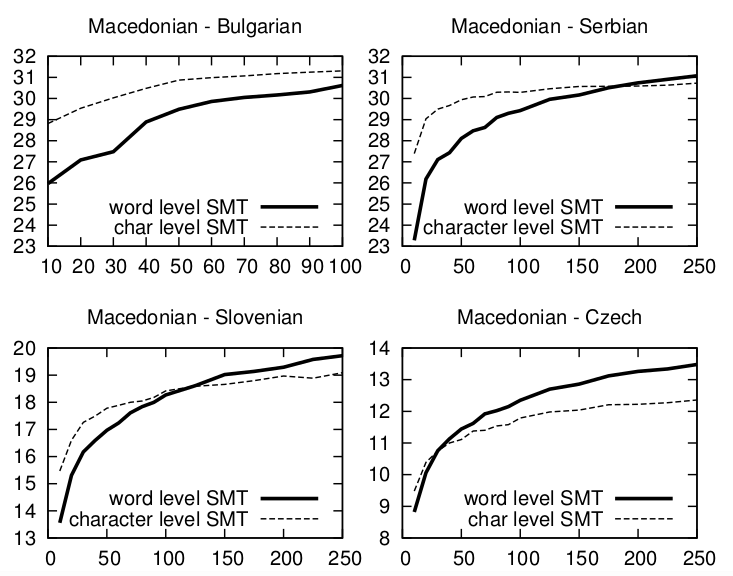 Macedonian - Bulgarian
32
31
30
29
28
27
26
25
24
23
word level SMT
char level SMT
10 20 30 40 50 60 70 80 90 100
Macedonian - Serbian
32
31
30
29
28
27
26
25
24
23
word level SMT
character level SMT
0 50 100 150 200 250
Macedonian - Slovenian
20
19
18
17
16
15
14
13
word level SMT
character level SMT
0 50 100 150 200 250
Macedonian - Czech
14
13
12
11
10
9
8
word level SMT
char level SMT
0 50 100 150 200 250